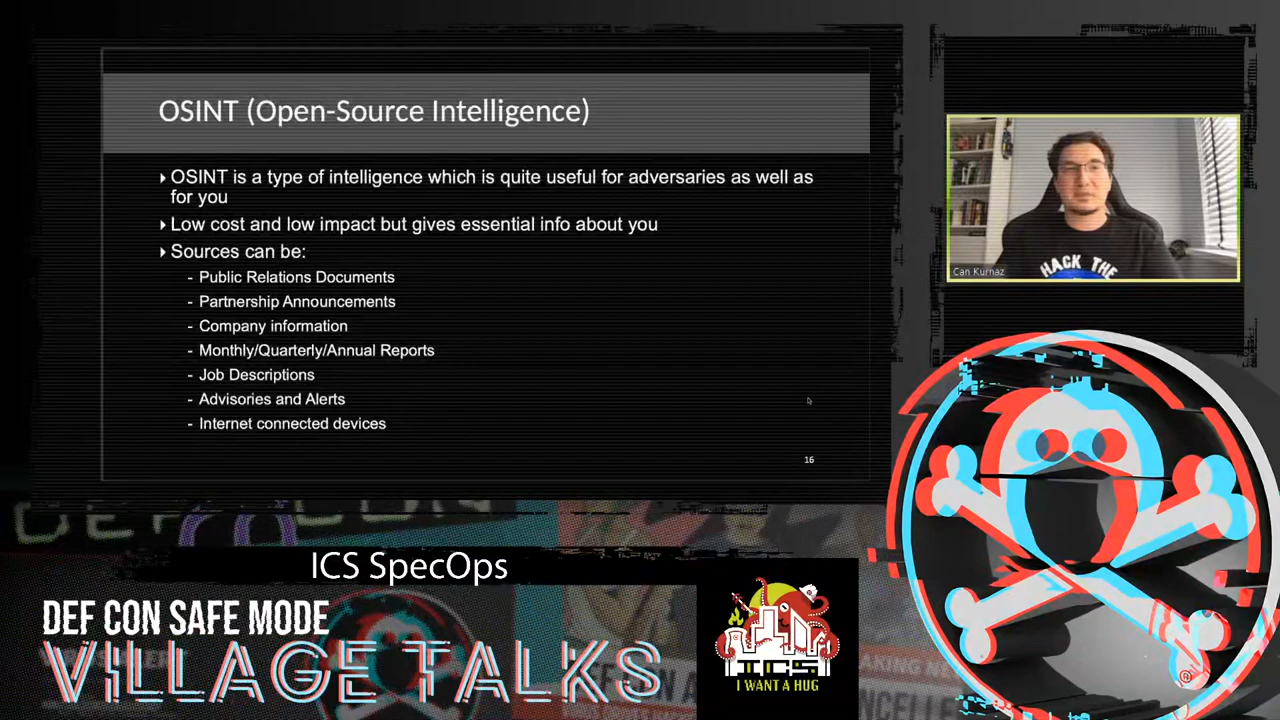 OSINT (Open-Source Intelligence)
OSINT is a type of intelligence which is quite useful for adversaries as well as
for you
Low cost and low impact but gives essential info about you
Sources can be:
- Public Relations Documents
- Partnership Announcements
- Company information
- Monthly/Quarterly/Annual Reports
- Job Descriptions
- Advisories and Alerts
- Internet connected devices
16
HACK THE
Can Kurnaz
DEF CON
ICS SpecOps
DEF CON SAFE MODE
VILLAGE TALKS
ICS
I WANT A HUG
®